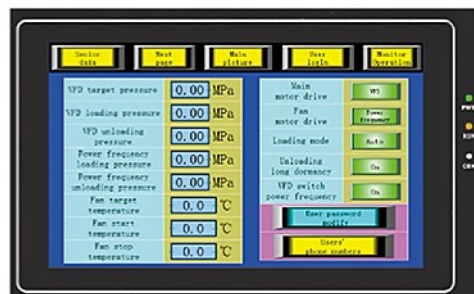 Senior data
Next page
Main picture
User login
Monitor Operation
VFD target pressure 0.00 MPa
VFD loading pressure 0.00 MPa
VFD unloading pressure 0.00 MPa
Power frequency loading pressure 0.00 MPa
Power frequency unloading pressure 0.00 MPa
Fan target temperature 0.0 ℃
Fan start temperature 0.0 ℃
Fan stop temperature 0.0 ℃
Main motor drive
Fan motor drive Power frequency
Loading mode Auto
Unloading long dormancy On
VFD switch power frequency On
User password modify
Users' phone numbers